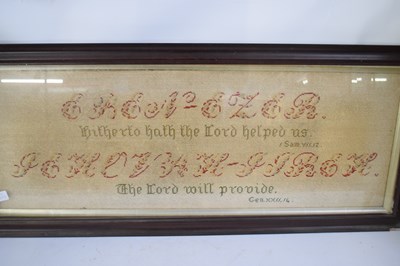 EBEN-EZER.
Hitherto hath the Lord helped us.
1 Sam VII.12
JEHOVAH-JIREH.
The Lord will provide.
Gen. XXII.14.